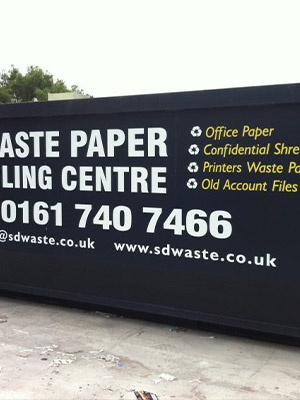 ASTE PAPER
LING CENTRE
0161 740 7466
@sdwaste.co.uk www.sdwaste.co.uk
Office Paper
Confidential Shre
Printers Waste Pa
Old Account Files